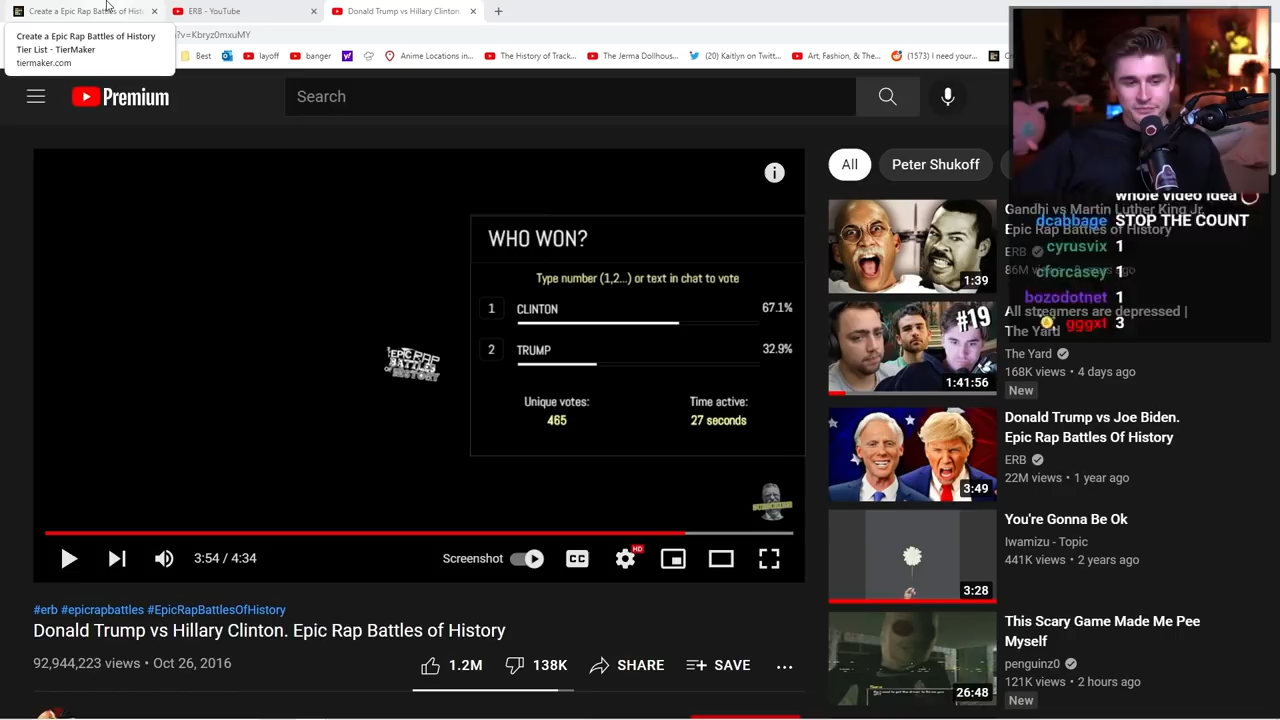 Create a Epic Rap Battles of Hist
ERB - YouTube
Donald Trump vs Hillary Clinton.
Create a Epic Rap Battles of History
Tier List - TierMaker
tiermaker.com
?v=Kbryz0mxuMY
Best
layoff
banger
Anime Locations in...
The History of Track...
The Jerma Dollhous...
(20) Kaitlyn on Twitt...
Art, Fashion, & The...
(1573) I need your...
Premium
Search
All
Peter Shukoff
WHO WON?
Type number (1,2...) or text in chat to vote
1 CLINTON 67.1%
2 TRUMP 32.9%
Unique votes:
465
Time active:
27 seconds
EPIC RAP
BATTLES
OF HISTORY
3:54 / 4:34
Screenshot
CC
HD
#erb #epicrapbattles #EpicRapBattlesOfHistory
Donald Trump vs Hillary Clinton. Epic Rap Battles of History
92,944,223 views • Oct 26, 2016
1.2M
138K
SHARE
SAVE
whole video idea
dcabbage STOP THE COUNT
cyrusvix 1
cforcasey 1
bozodotnet 1
gggxf 3
1:39
Gandhi vs Martin Luther King Jr.
Epic Rap Battles of History
ERB
#19
1:41:56
All streamers are depressed |
The Yard
The Yard
168K views • 4 days ago
New
3:49
Donald Trump vs Joe Biden.
Epic Rap Battles Of History
ERB
22M views • 1 year ago
3:28
You're Gonna Be Ok
Iwamizu - Topic
441K views • 2 years ago
26:48
This Scary Game Made Me Pee
Myself
penguinz0
121K views • 2 hours ago
New